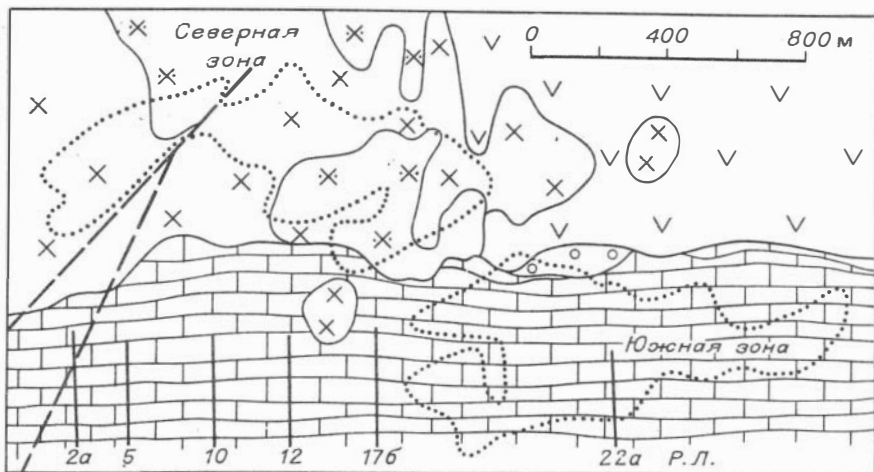 Северная
зона
0 400 800 м
Южная зона
2а 5 10 12 17б 22а Р.Л.